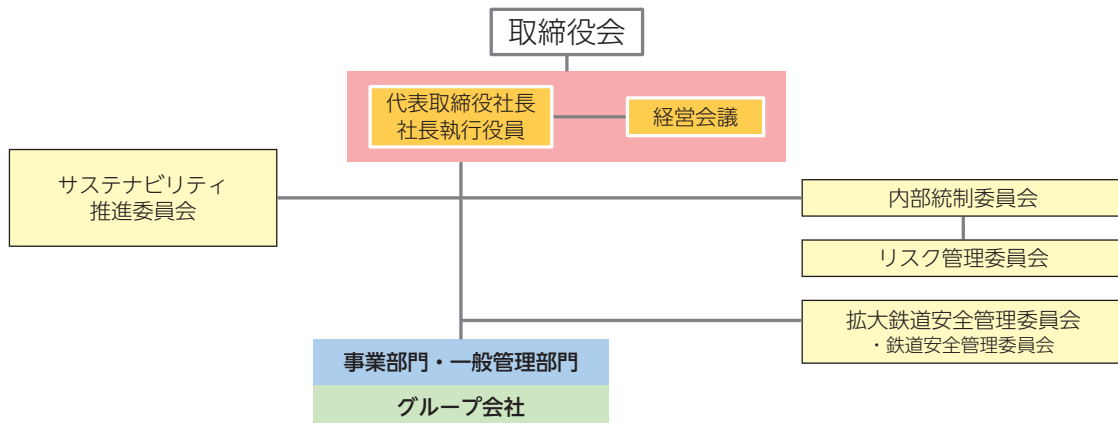 取締役会
代表取締役社長
社長執行役員
経営会議
サステナビリティ
推進委員会
内部統制委員会
リスク管理委員会
拡大鉄道安全管理委員会
・鉄道安全管理委員会
事業部門・一般管理部門
グループ会社